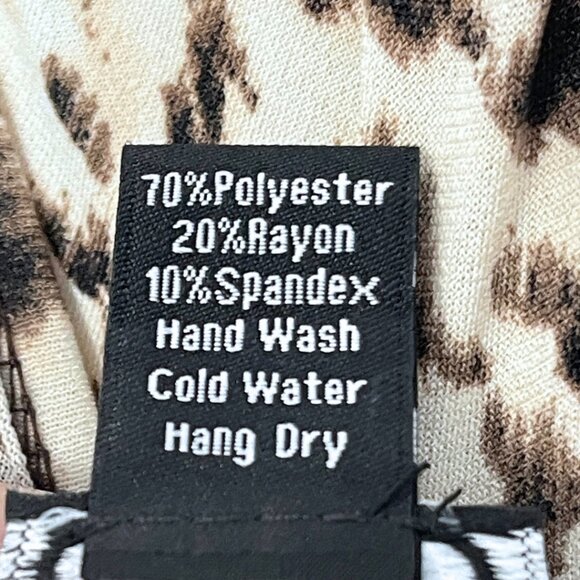 70%Polyester
20%Rayon
10%Spandex
Hand Wash
Cold Water
Hang Dry